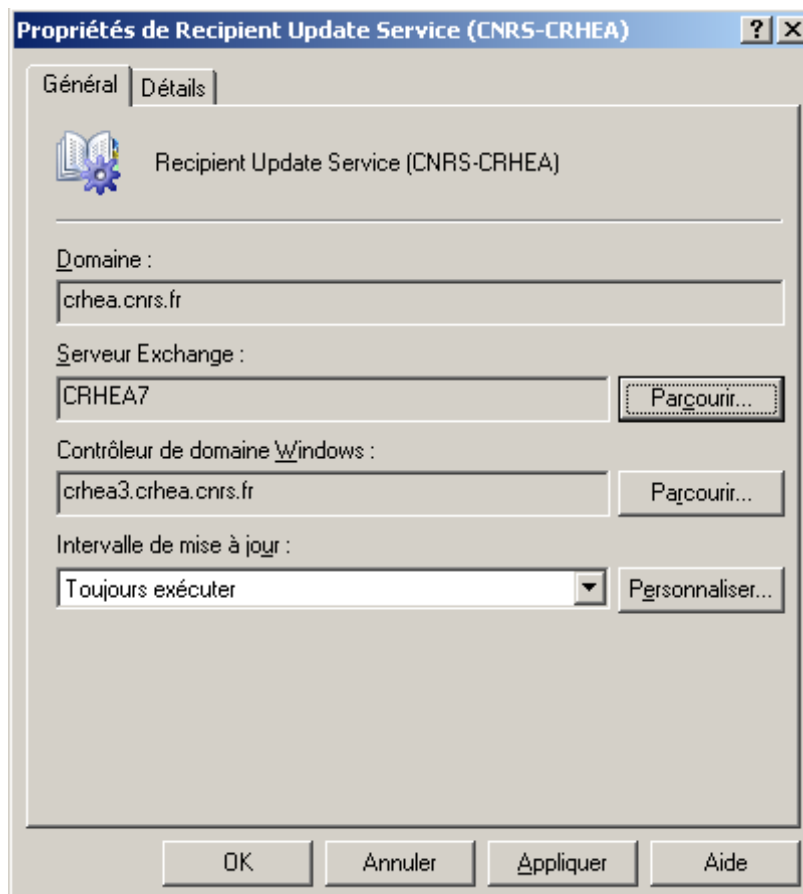 Propriétés de Recipient Update Service (CNRS-CRHEA)
Général Détails
Recipient Update Service (CNRS-CRHEA)
Domaine :
crhea.cnrs.fr
Serveur Exchange :
CRHEA7 Parcourir...
Contrôleur de domaine Windows :
crhea3.crhea.cnrs.fr Parcourir...
Intervalle de mise à jour :
Toujours exécuter Personnaliser...
OK Annuler Appliquer Aide